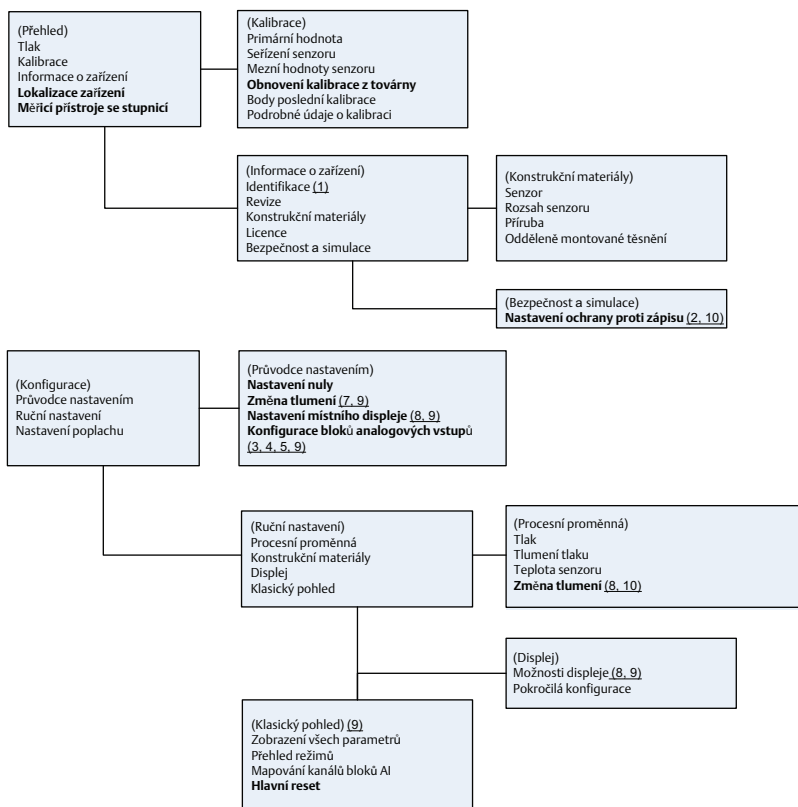 (Přehled)
Tlak
Kalibrace
Informace o zařízení
Lokalizace zařízení
Měřicí přístroje se stupnicí
(Kalibrace)
Primární hodnota
Seřízení senzoru
Mezní hodnoty senzoru
Obnovení kalibrace z továrny
Body poslední kalibrace
Podrobné údaje o kalibraci
(Informace o zařízení)
Identifikace (1)
Revize
Konstrukční materiály
Licence
Bezpečnost a simulace
(Konstrukční materiály)
Senzor
Rozsah senzoru
Příruba
Odděleně montované těsnění
(Bezpečnost a simulace)
Nastavení ochrany proti zápisu (2, 10)
(Konfigurace)
Průvodce nastavením
Ruční nastavení
Nastavení poplachu
(Průvodce nastavením)
Nastavení nuly
Změna tlumení (7, 9)
Nastavení místního displeje (8, 9)
Konfigurace bloků analogových vstupů
(3, 4, 5, 9)
(Ruční nastavení)
Procesní proměnná
Konstrukční materiály
Displej
Klasický pohled
(Procesní proměnná)
Tlak
Tlumení tlaku
Teplota senzoru
Změna tlumení (8, 10)
(Displej)
Možnosti displeje (8, 9)
Pokročilá konfigurace
(Klasický pohled) (9)
Zobrazení všech parametrů
Přehled režimů
Mapování kanálů bloků AI
Hlavní reset